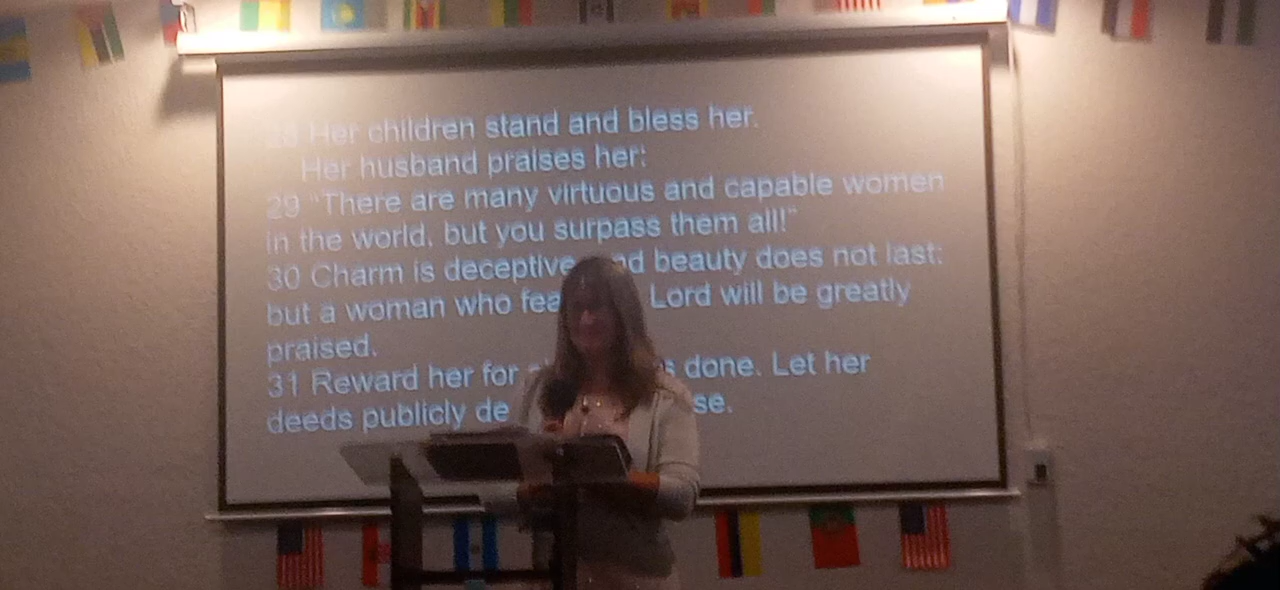 28 Her children stand and bless her.
Her husband praises her:
29 "There are many virtuous and capable women
in the world, but you surpass them all!"
30 Charm is deceptive, and beauty does not last;
but a woman who fea Lord will be greatly
praised.
31 Reward her for s done. Let her
deeds publicly de se.